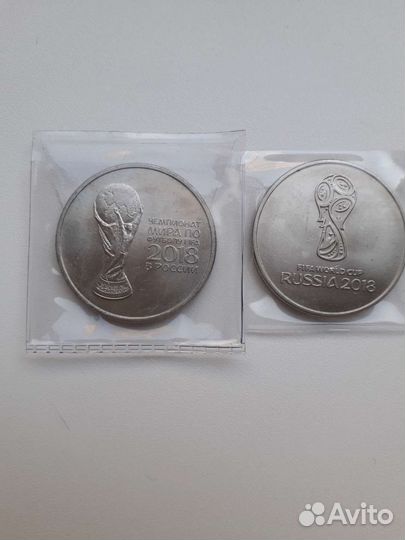 ЧЕМПИОНАТ
МИРА ПО
ФУТБОЛУ FIFA
2018
В РОССИИ
FIFA WORLD CUP
RUSSIA 2018
Avito